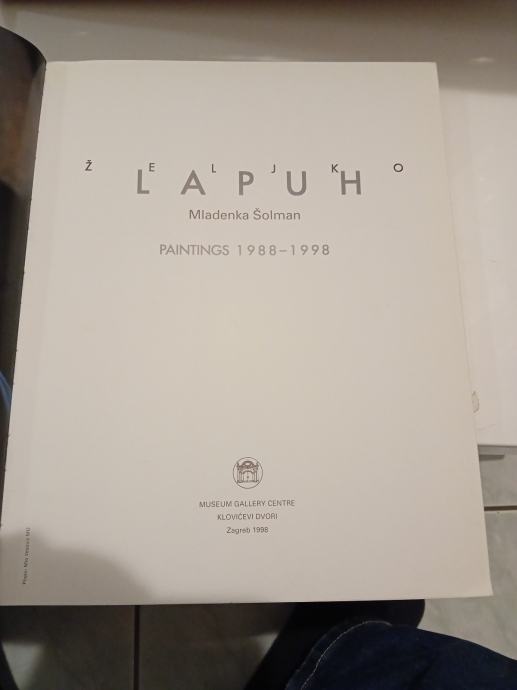 ŽELJKO
LAPUH
Mladenka Šolman
PAINTINGS 1988–1998
MUSEUM GALLERY CENTRE
KLOVIĆEVI DVORI
Zagreb 1998